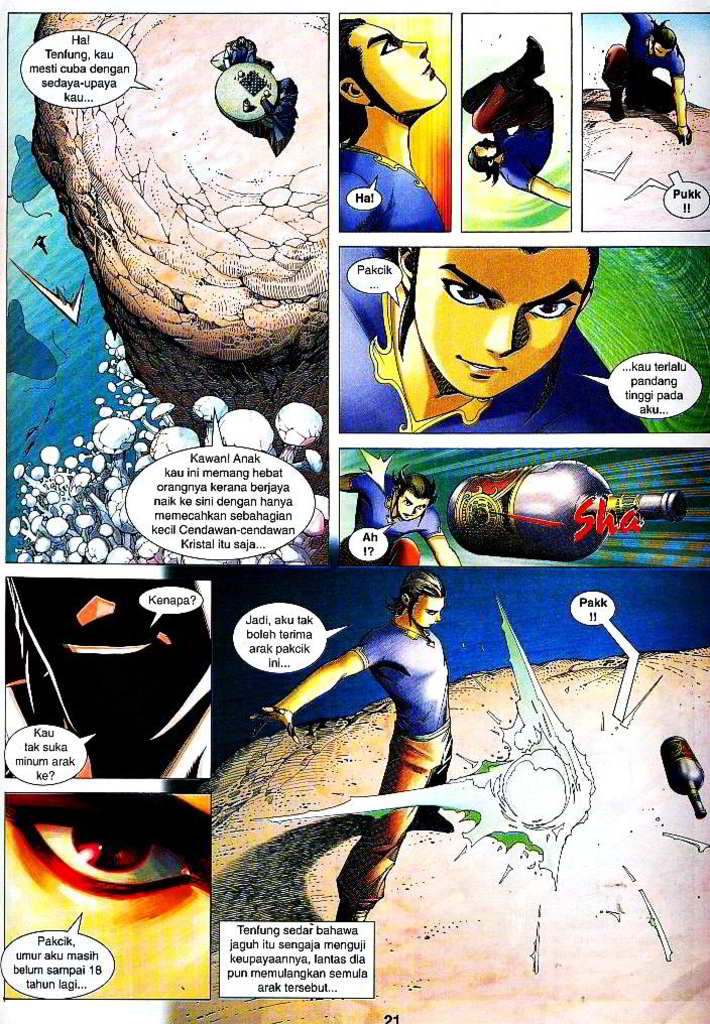 Ha!
Tenfung, kau
mesti cuba dengan
sedaya-upaya
kau...
Kawan! Anak
kau ini memang hebat
orangnya kerana berjaya
naik ke sini dengan hanya
memecahkan sebahagian
kecil Cendawan-cendawan
Kristal itu saja...
Ha!
Pukk
!!
Pakcik
...
...kau terlalu
pandang
tinggi pada
aku...
Ah
!?
Sha
Kenapa?
Kau
tak suka
minum arak
ke?
Jadi, aku tak
boleh terima
arak pakcik
ini...
Pakk
!!
Pakcik,
umur aku masih
belum sampai 18
tahun lagi...
Tenfung sedar bahawa
jaguh itu sengaja menguji
keupayaannya, lantas dia
pun memulangkan semula
arak tersebut...
21